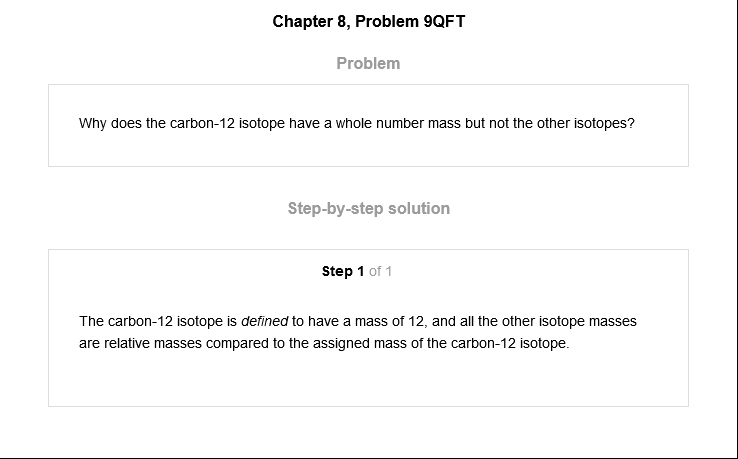 Chapter 8, Problem 9QFT
Problem
Why does the carbon-12 isotope have a whole number mass but not the other isotopes?
Step-by-step solution
Step 1 of 1
The carbon-12 isotope is defined to have a mass of 12, and all the other isotope masses
are relative masses compared to the assigned mass of the carbon-12 isotope.